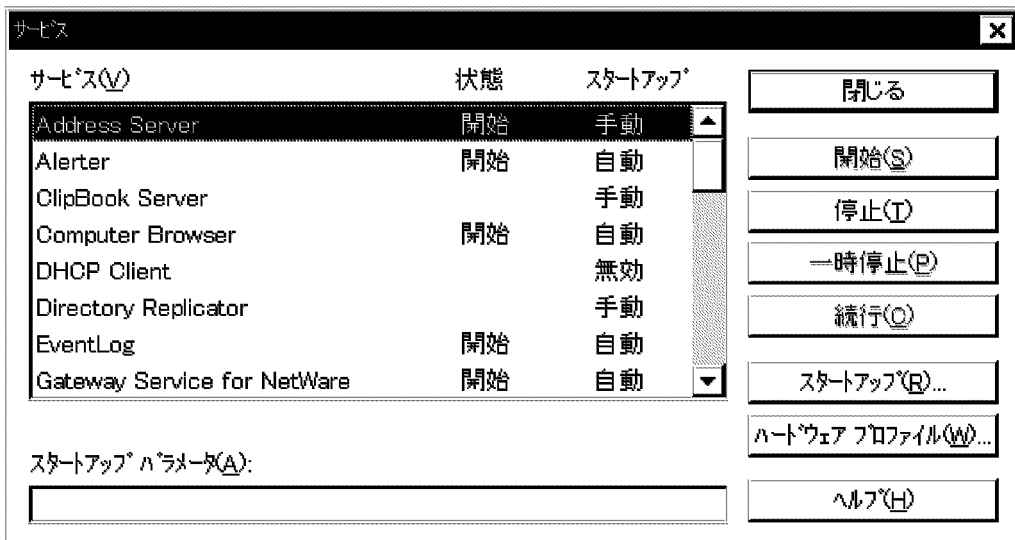 サービス
サービス(V) 状態 スタートアップ
Address Server 開始 手動
Alerter 開始 自動
ClipBook Server 手動
Computer Browser 開始 自動
DHCP Client 無効
Directory Replicator 手動
EventLog 開始 自動
Gateway Service for NetWare 開始 自動
スタートアップ パラメータ(A):
閉じる
開始(S)
停止(T)
一時停止(P)
続行(C)
スタートアップ(R)...
ハードウェア プロファイル(W)...
ヘルプ(H)